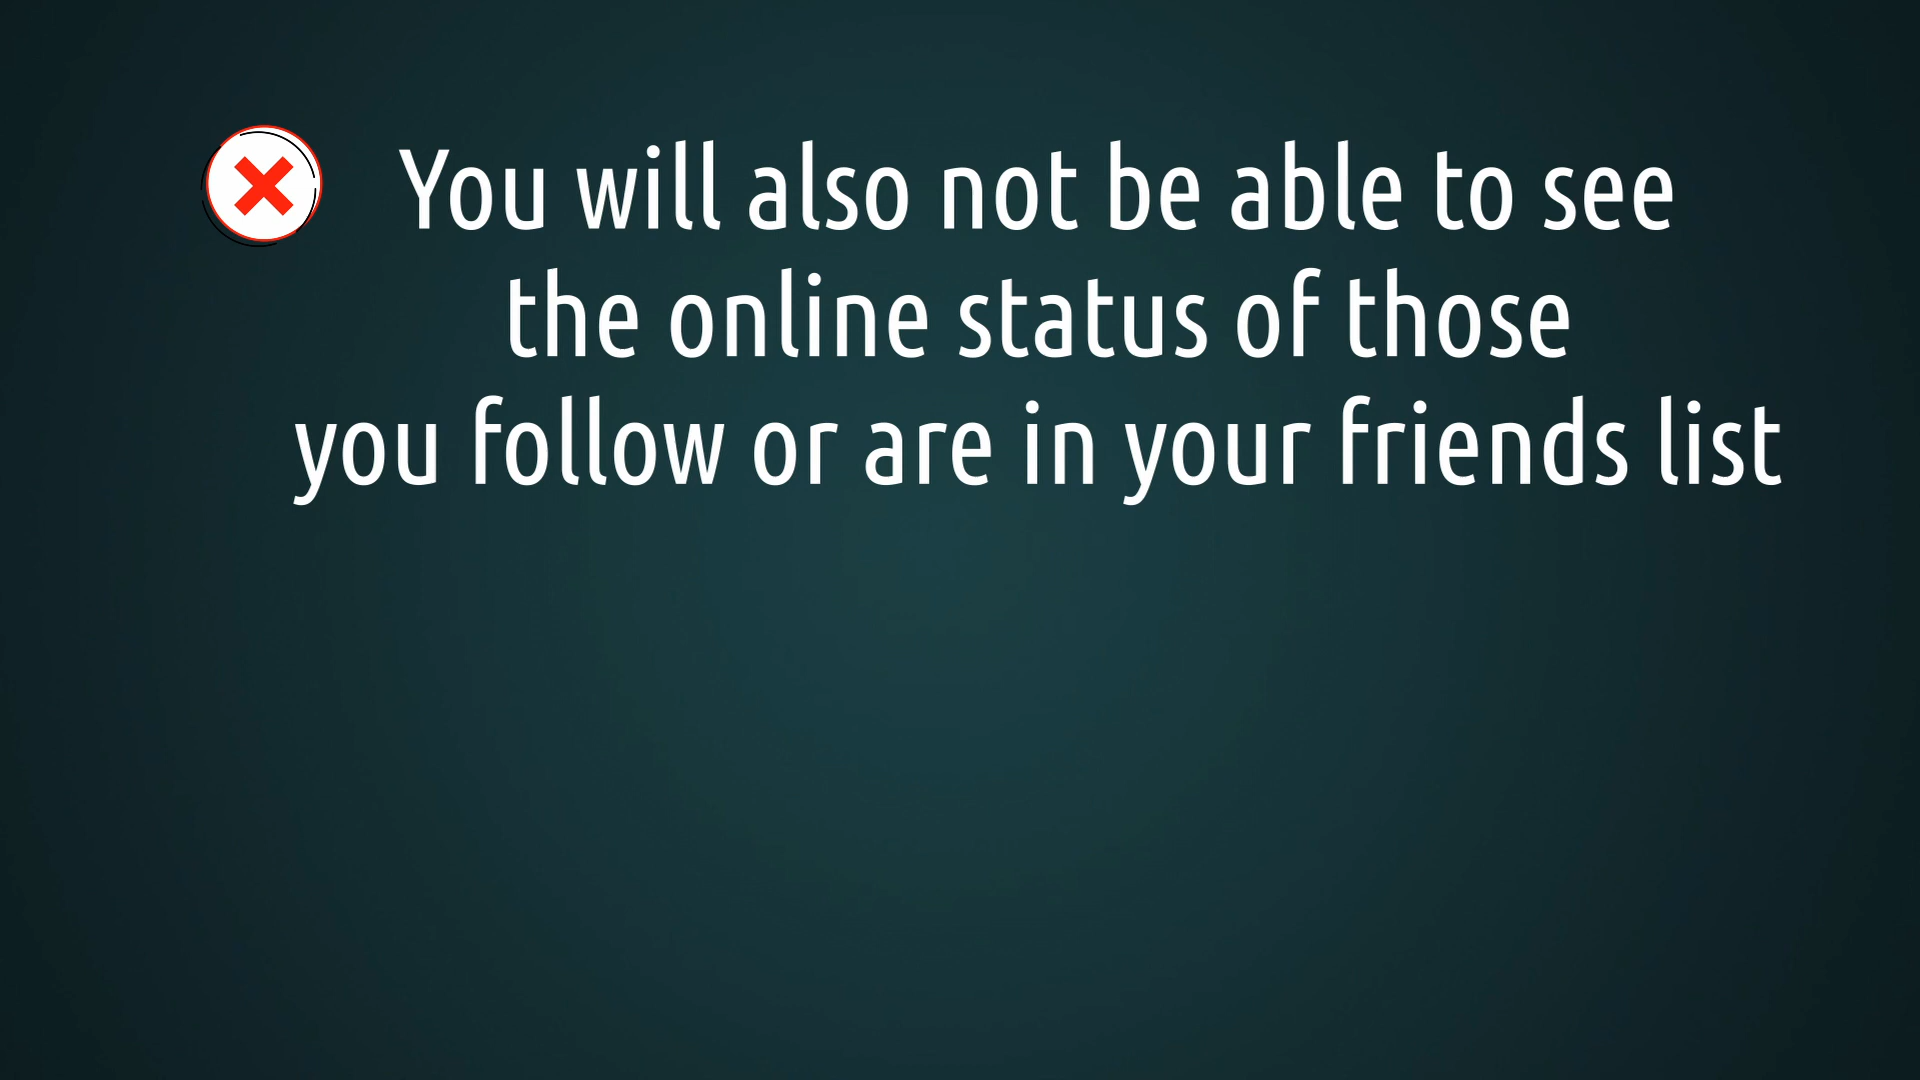 You will also not be able to see
the online status of those
you follow or are in your friends list